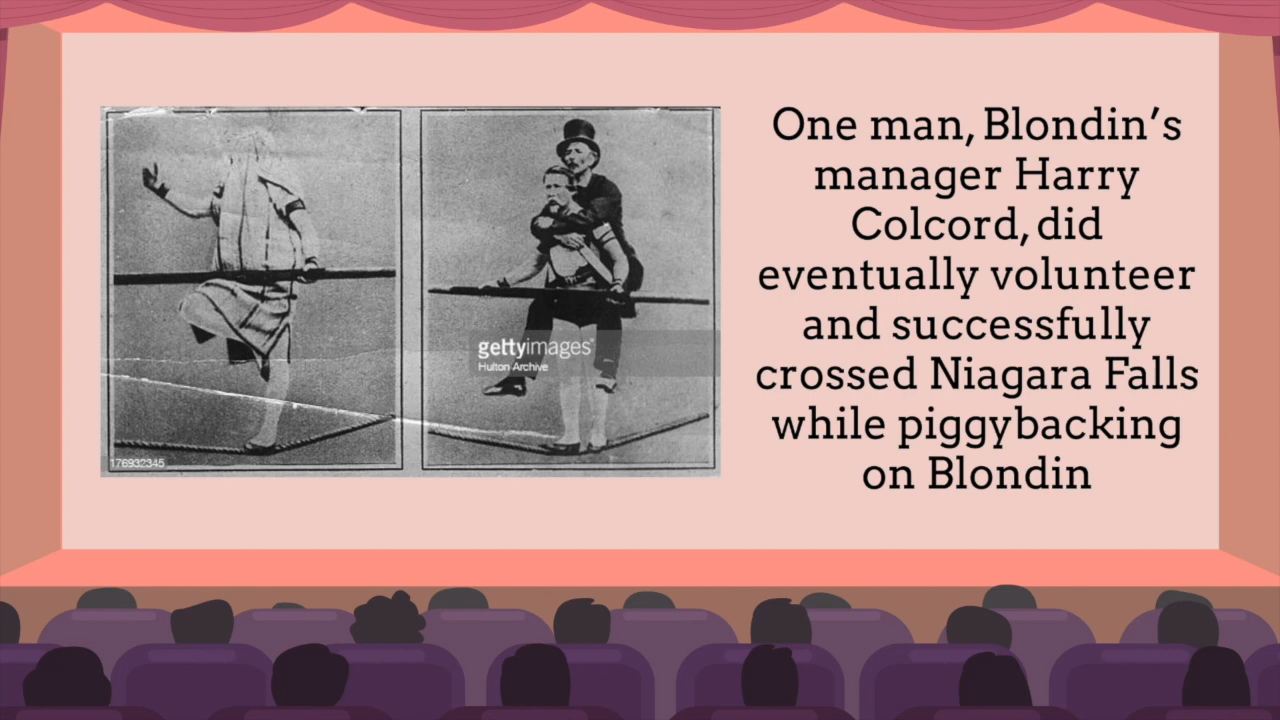 One man, Blondin’s
manager Harry
Colcord, did
eventually volunteer
and successfully
crossed Niagara Falls
while piggybacking
on Blondin
gettyimages®
Hulton Archive
176932345